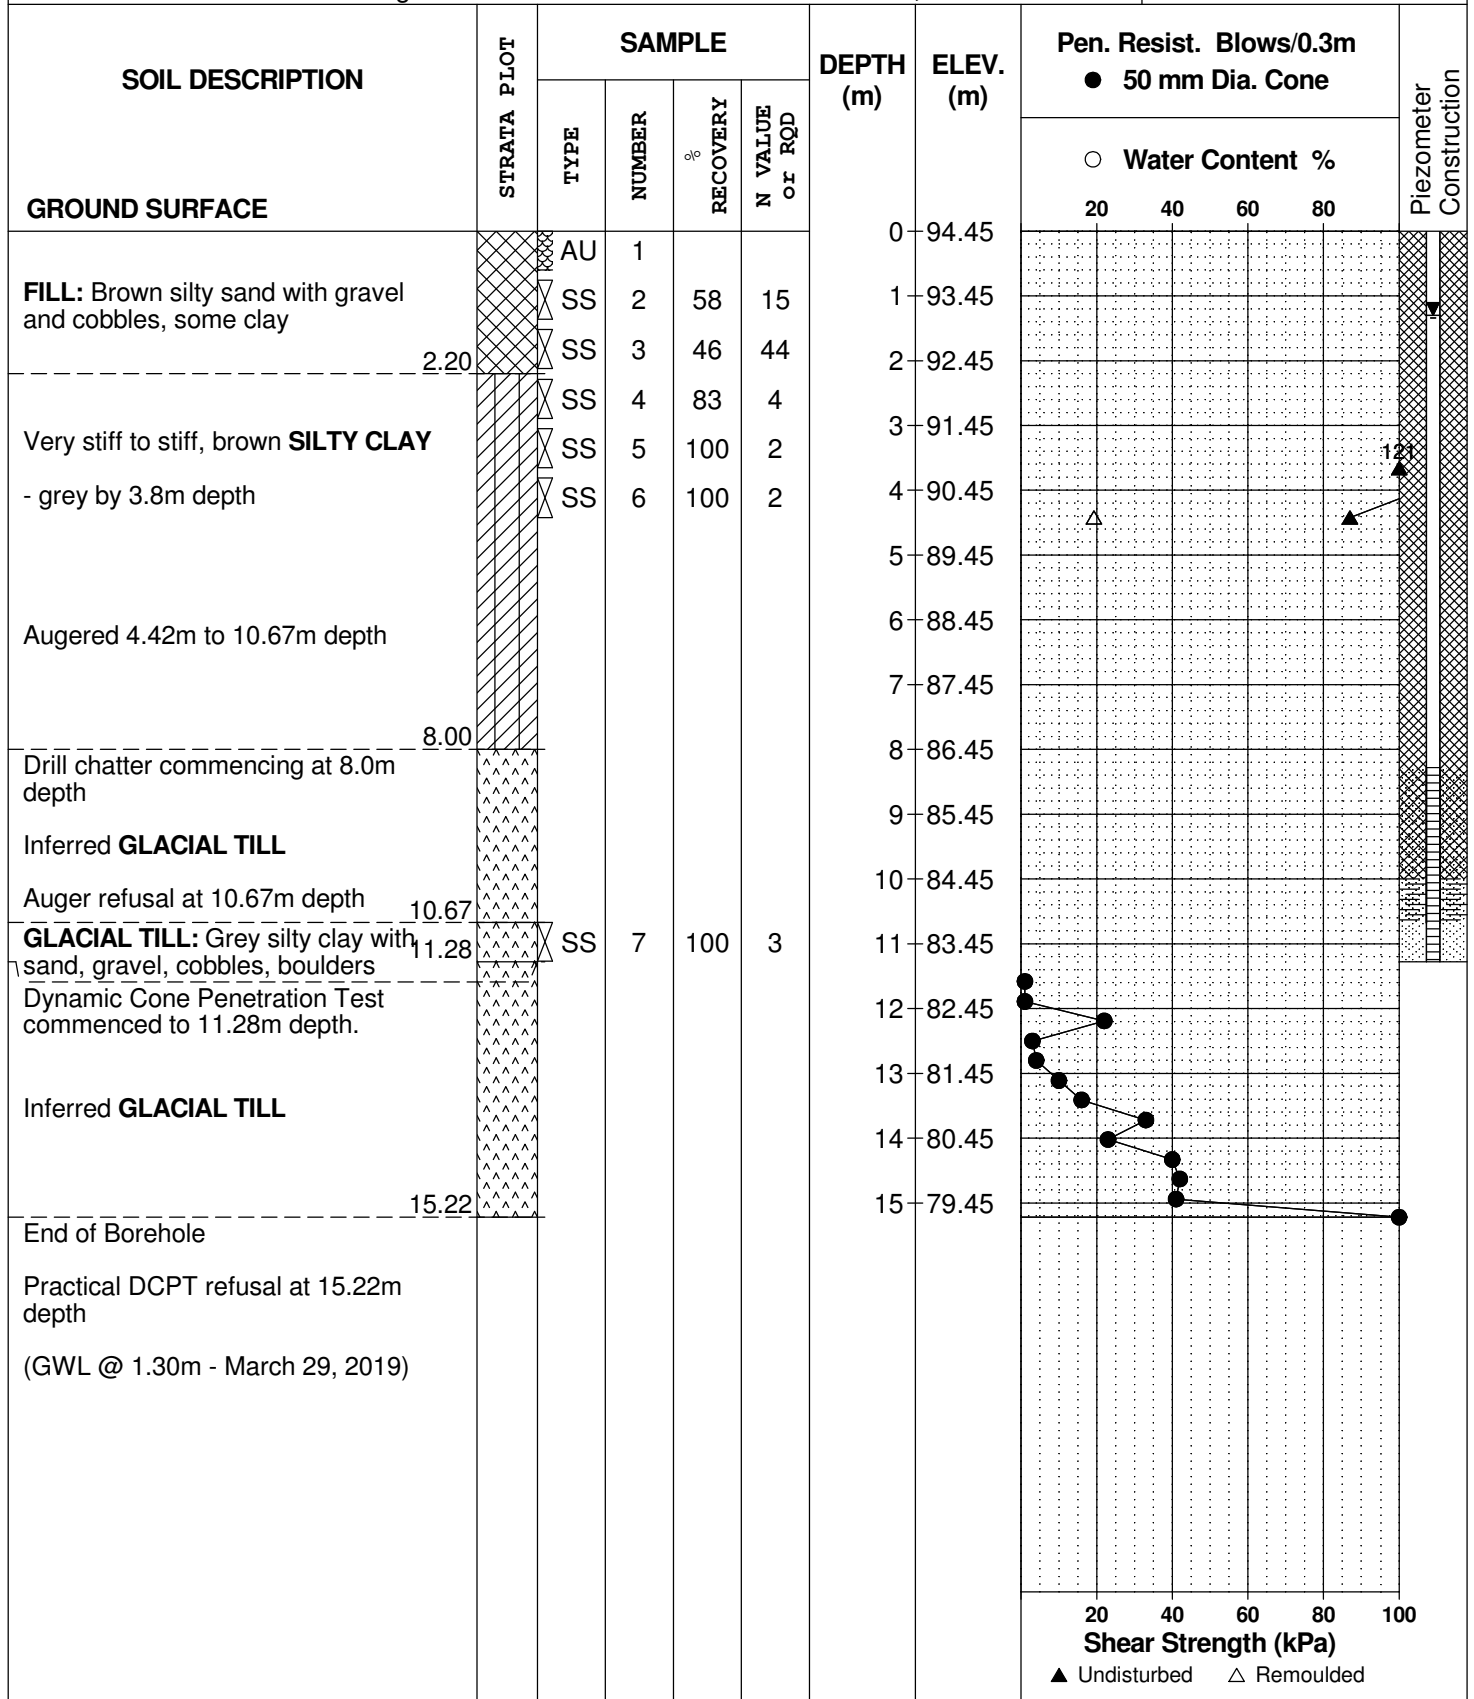 SOIL DESCRIPTION
GROUND SURFACE
STRATA PLOT
SAMPLE
TYPE
NUMBER
%
RECOVERY
N VALUE
or RQD
DEPTH
(m)
ELEV.
(m)
Pen. Resist. Blows/0.3m
● 50 mm Dia. Cone
○ Water Content %
20 40 60 80
Piezometer
Construction
0 94.45
AU 1
FILL: Brown silty sand with gravel
and cobbles, some clay
SS 2 58 15
1 93.45
SS 3 46 44
2.20
2 92.45
SS 4 83 4
3 91.45
Very stiff to stiff, brown SILTY CLAY
SS 5 100 2
121
- grey by 3.8m depth
SS 6 100 2
4 90.45
5 89.45
Augered 4.42m to 10.67m depth
6 88.45
7 87.45
8.00
8 86.45
Drill chatter commencing at 8.0m
depth
9 85.45
Inferred GLACIAL TILL
10 84.45
Auger refusal at 10.67m depth
10.67
GLACIAL TILL: Grey silty clay with
sand, gravel, cobbles, boulders
11.28
SS 7 100 3
11 83.45
Dynamic Cone Penetration Test
commenced to 11.28m depth.
12 82.45
13 81.45
Inferred GLACIAL TILL
14 80.45
15.22
15 79.45
End of Borehole
Practical DCPT refusal at 15.22m
depth
(GWL @ 1.30m - March 29, 2019)
20 40 60 80 100
Shear Strength (kPa)
▲ Undisturbed △ Remoulded